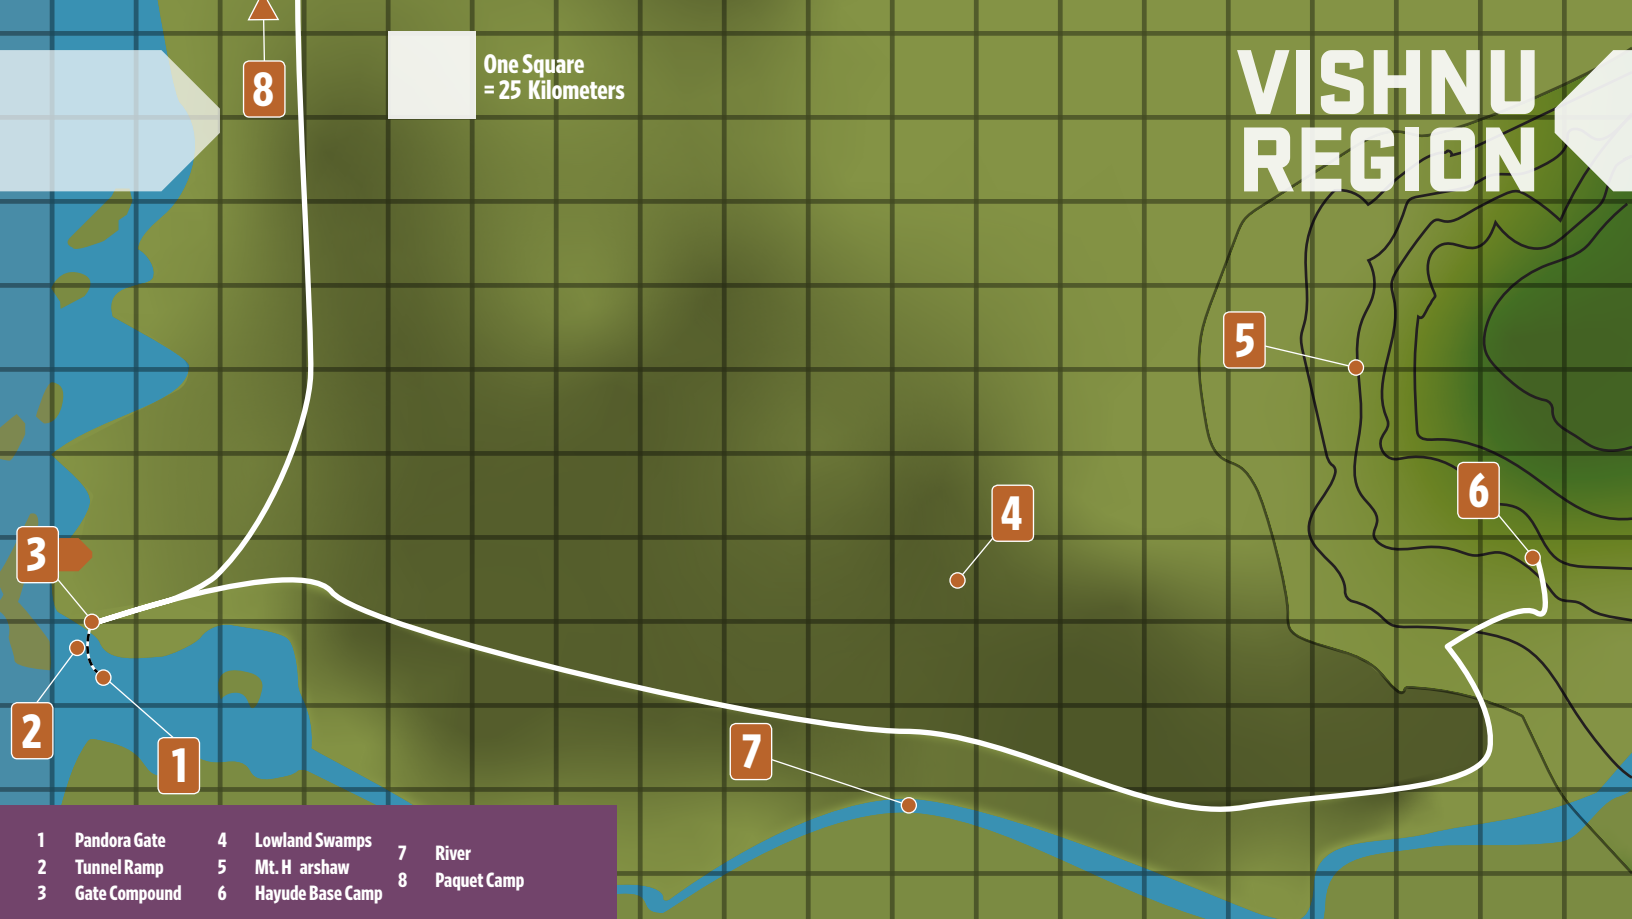 8
One Square
= 25 Kilometers
VISHNU
REGION
5
6
4
3
7
2
1
1 Pandora Gate
2 Tunnel Ramp
3 Gate Compound
4 Lowland Swamps
5 Mt. H arshaw
6 Hayude Base Camp
7 River
8 Paquet Camp